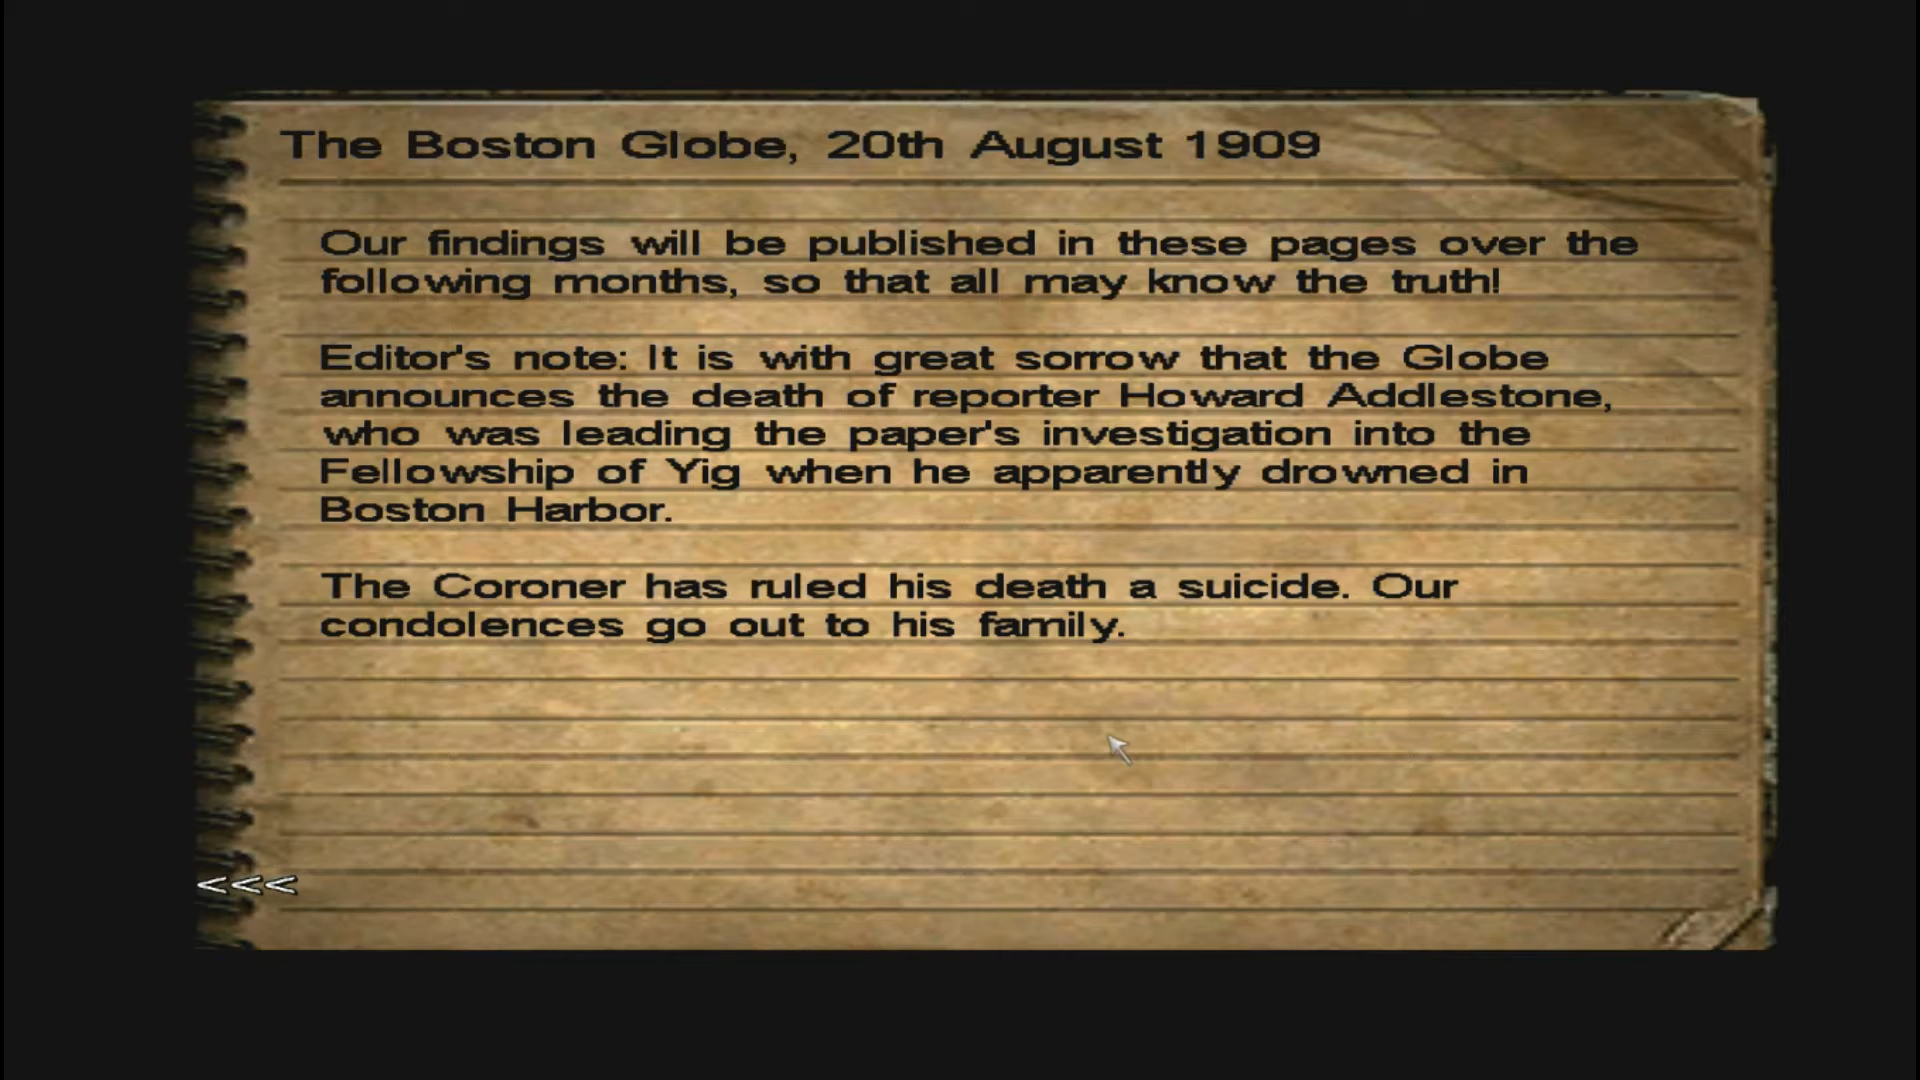 The Boston Globe, 20th August 1909
Our findings will be published in these pages over the
following months, so that all may know the truth!
Editor's note: It is with great sorrow that the Globe
announces the death of reporter Howard Addlestone,
who was leading the paper's investigation into the
Fellowship of Yig when he apparently drowned in
Boston Harbor.
The Coroner has ruled his death a suicide. Our
condolences go out to his family.
<<<